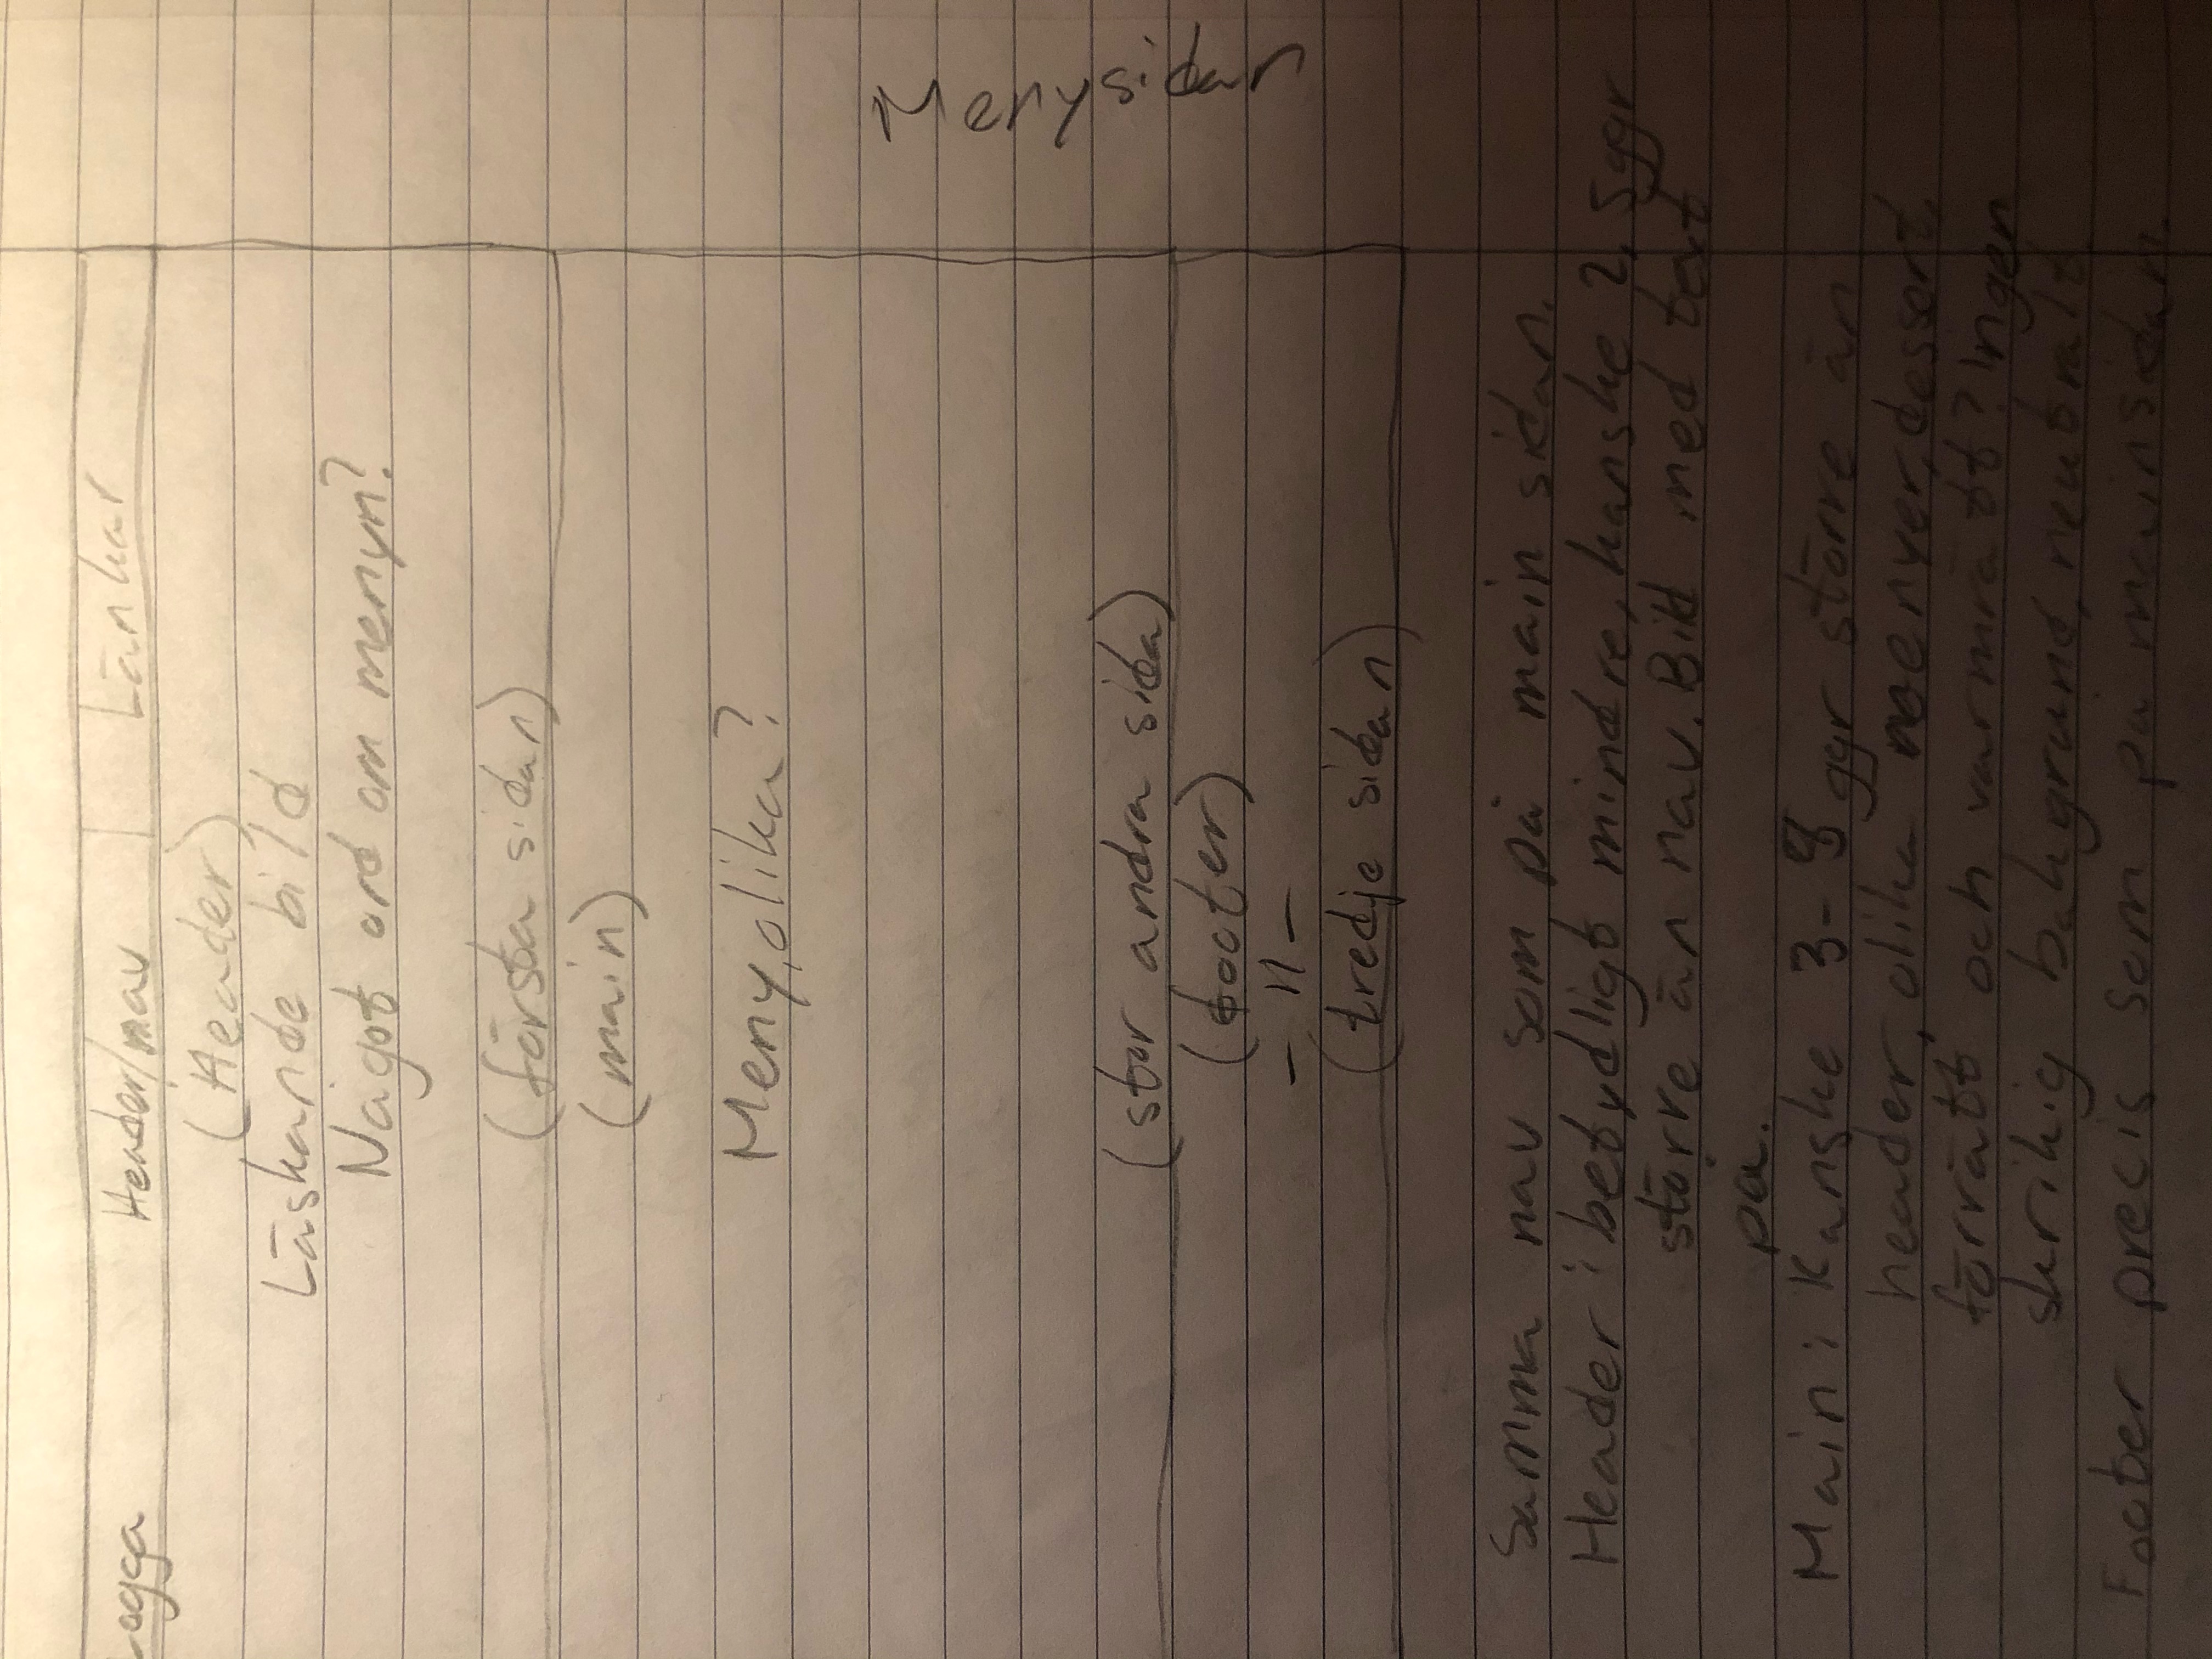 Logga Header/nav Länkar
(Header)
Läskande bild
Något ord om menyn?
(första sidan)
(main)
Meny, olika?
Menysidan
(stor andra sida)
(footer)
- 11 -
(tredje sidan)
Samma nav som på main sidan.
Header: betydligt mindre, kanske 2,5ggr
större än nav. Bild med text
på.
Main: Kanske 3-5ggr större än
header, olika menyer, dessert,
förrätt och varmrätt? Ingen
skrikig bakgrund, neutralt
Footer precis som på mainsidan.